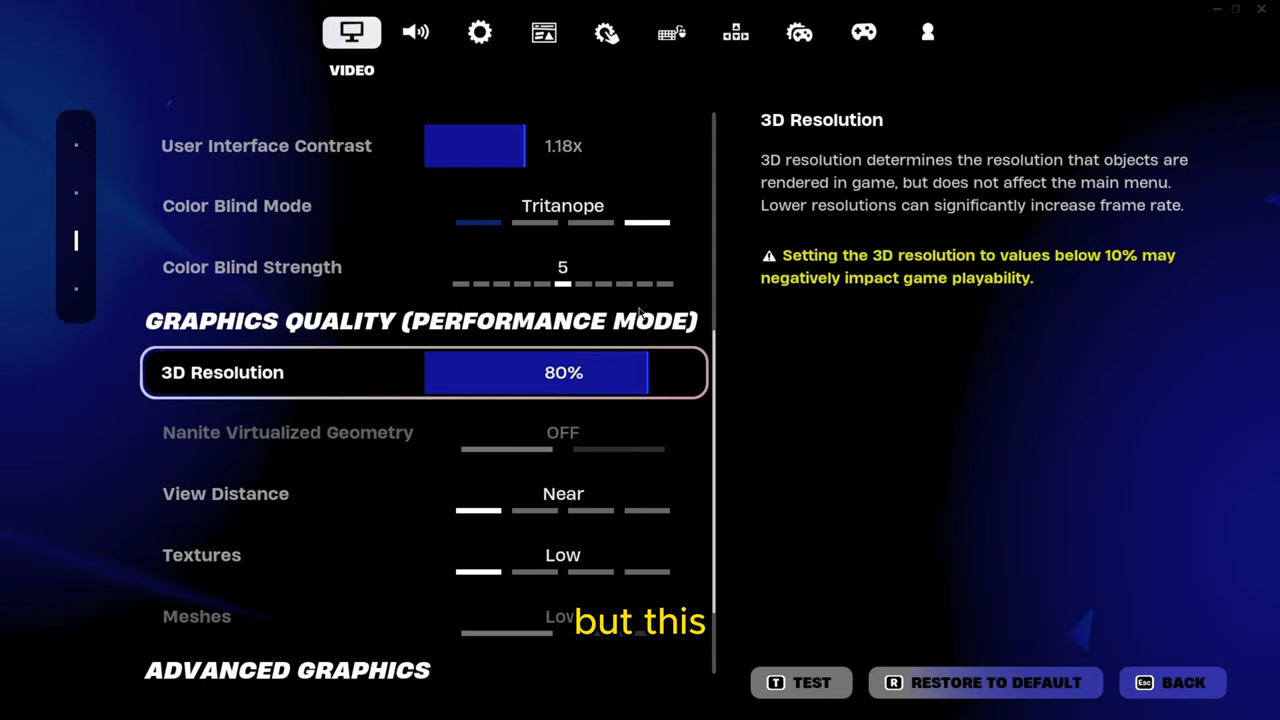 VIDEO
User Interface Contrast 1.18x
Color Blind Mode Tritanope
Color Blind Strength 5
GRAPHICS QUALITY (PERFORMANCE MODE)
3D Resolution 80%
Nanite Virtualized Geometry OFF
View Distance Near
Textures Low
Meshes Low
ADVANCED GRAPHICS
3D Resolution
3D resolution determines the resolution that objects are
rendered in game, but does not affect the main menu.
Lower resolutions can significantly increase frame rate.
Setting the 3D resolution to values below 10% may
negatively impact game playability.
but this
T TEST
R RESTORE TO DEFAULT
Esc BACK